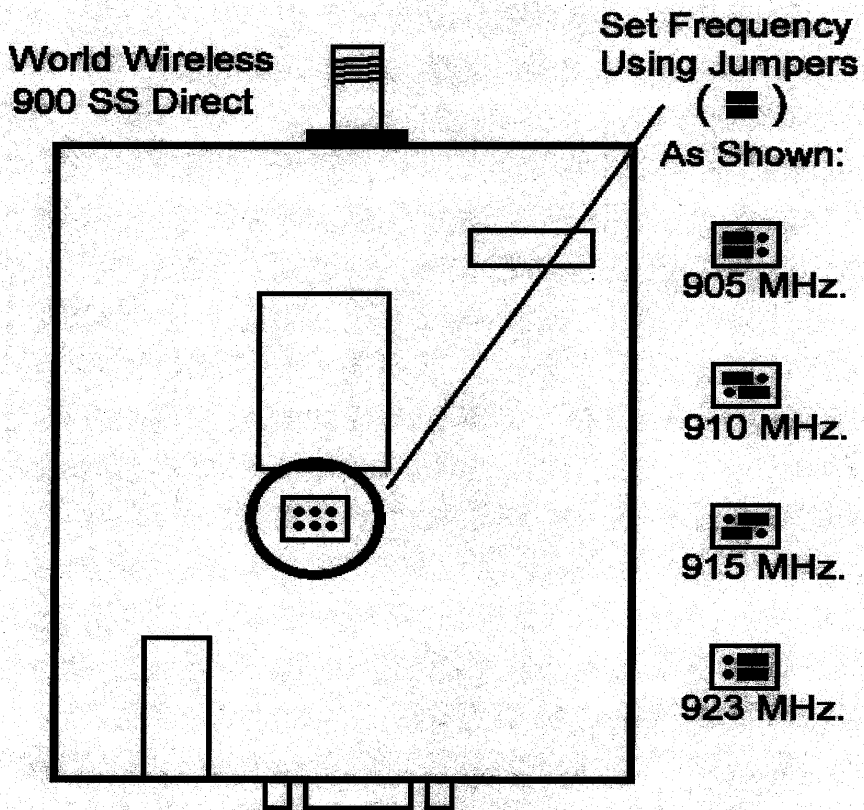 World Wireless
900 SS Direct
Set Frequency
Using Jumpers
( )
As Shown:
905 MHz.
910 MHz.
915 MHz.
923 MHz.